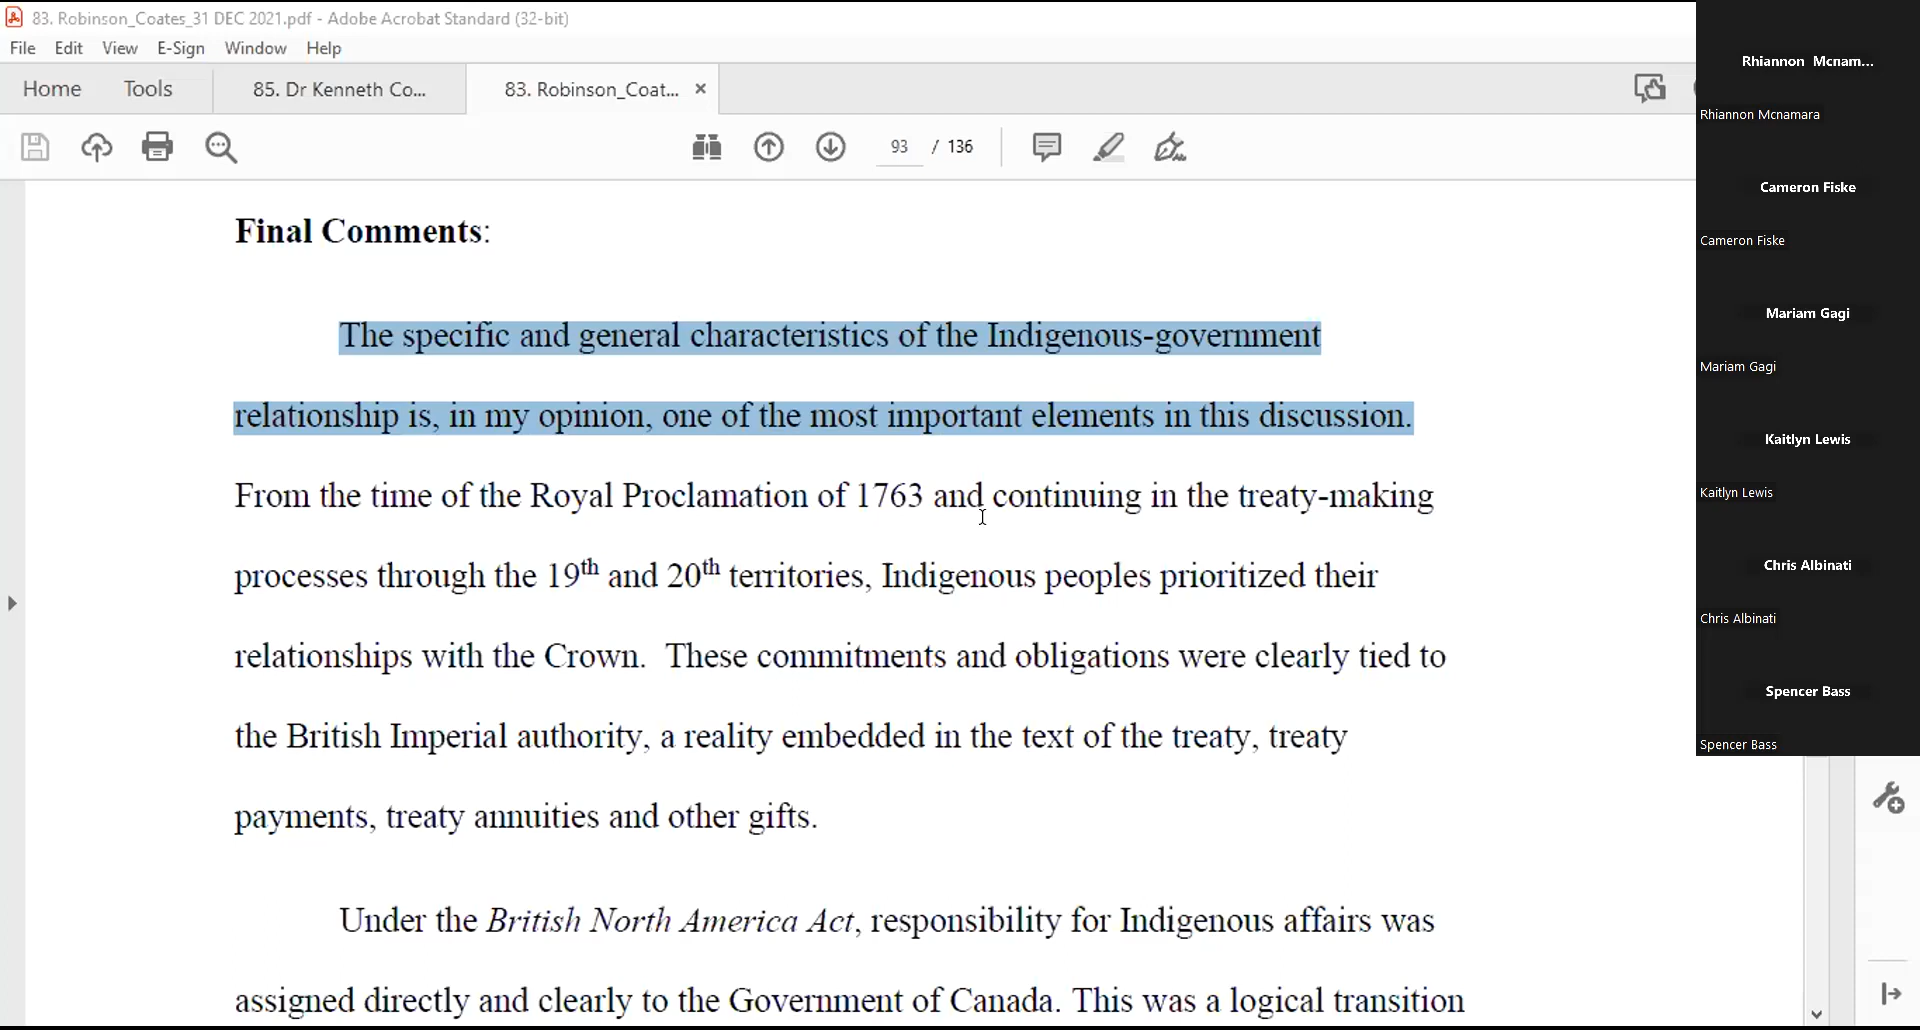 83. Robinson_Coates_31 DEC 2021.pdf - Adobe Acrobat Standard (32-bit)
File Edit View E-Sign Window Help
Home Tools 85. Dr Kenneth Co... 83. Robinson_Coat... ×
93 / 136
Final Comments:
The specific and general characteristics of the Indigenous-government
relationship is, in my opinion, one of the most important elements in this discussion.
From the time of the Royal Proclamation of 1763 and continuing in the treaty-making
processes through the 19th and 20th territories, Indigenous peoples prioritized their
relationships with the Crown. These commitments and obligations were clearly tied to
the British Imperial authority, a reality embedded in the text of the treaty, treaty
payments, treaty annuities and other gifts.
Under the British North America Act, responsibility for Indigenous affairs was
assigned directly and clearly to the Government of Canada. This was a logical transition
Rhiannon Mcnam...
Rhiannon Mcnamara
Cameron Fiske
Cameron Fiske
Mariam Gagi
Mariam Gagi
Kaitlyn Lewis
Kaitlyn Lewis
Chris Albinati
Chris Albinati
Spencer Bass
Spencer Bass